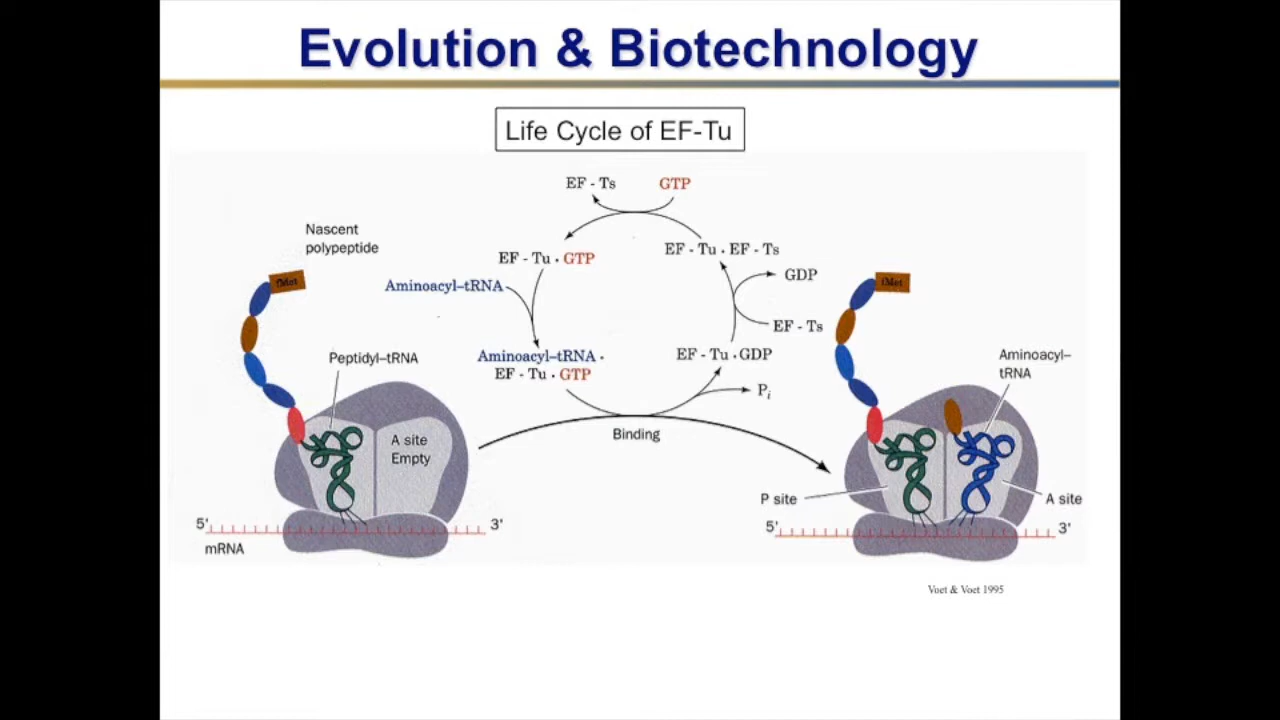 Evolution & Biotechnology
Life Cycle of EF-Tu
EF - Ts
GTP
Nascent
polypeptide
EF - Tu · GTP
EF - Tu · EF - Ts
GDP
Aminoacyl–tRNA
EF - Ts
fMet
fMet
Peptidyl–tRNA
Aminoacyl–tRNA ·
EF - Tu · GTP
EF - Tu · GDP
Pi
Aminoacyl–
tRNA
A site
Empty
Binding
P site
A site
5'
3'
mRNA
5'
3'
Voet & Voet 1995